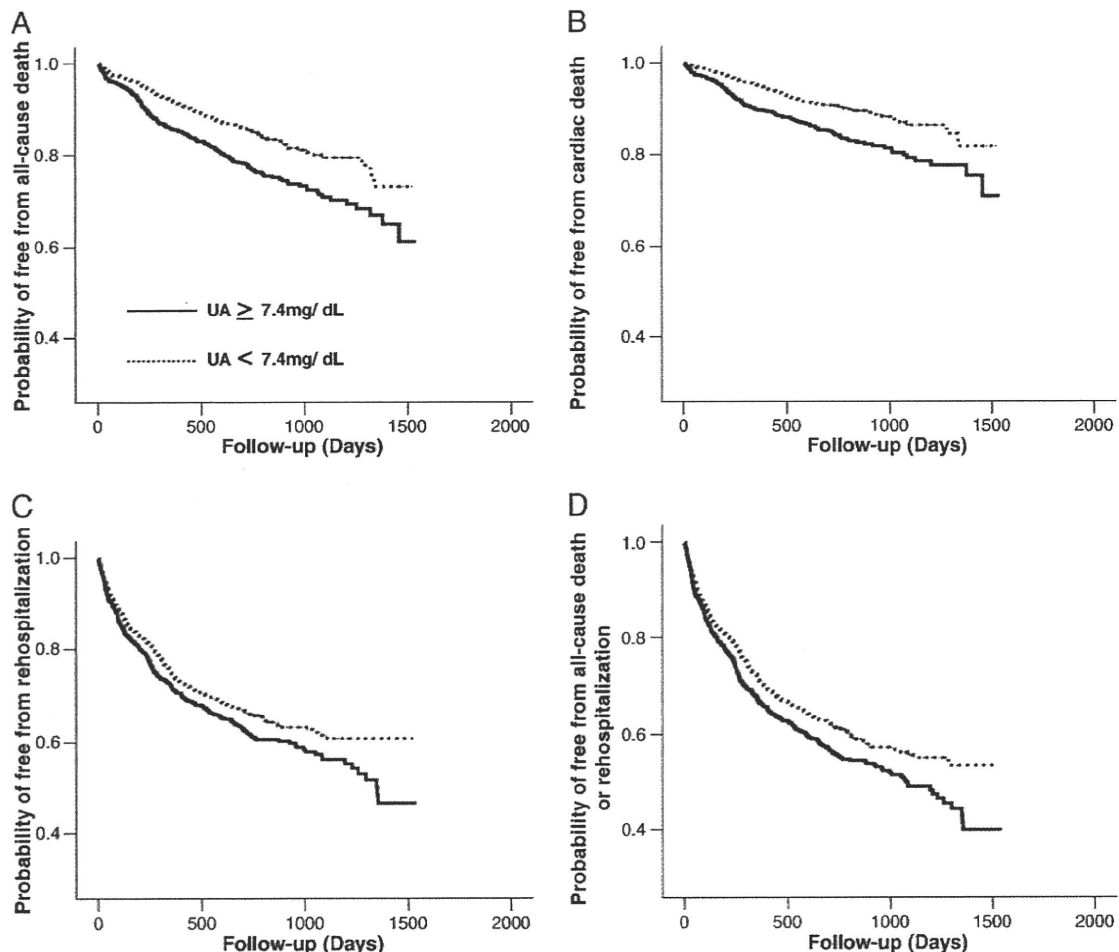 A
Probability of free from all-cause death
1.0
0.8
0.6
0.4
UA ≥ 7.4mg/ dL
UA < 7.4mg/ dL
0 500 1000 1500 2000
Follow-up (Days)
B
Probability of free from cardiac death
1.0
0.8
0.6
0.4
0 500 1000 1500 2000
Follow-up (Days)
C
Probability of free from rehospitalization
1.0
0.8
0.6
0.4
0 500 1000 1500 2000
Follow-up (Days)
D
Probability of free from all-cause death
or rehospitalization
1.0
0.8
0.6
0.4
0 500 1000 1500 2000
Follow-up (Days)